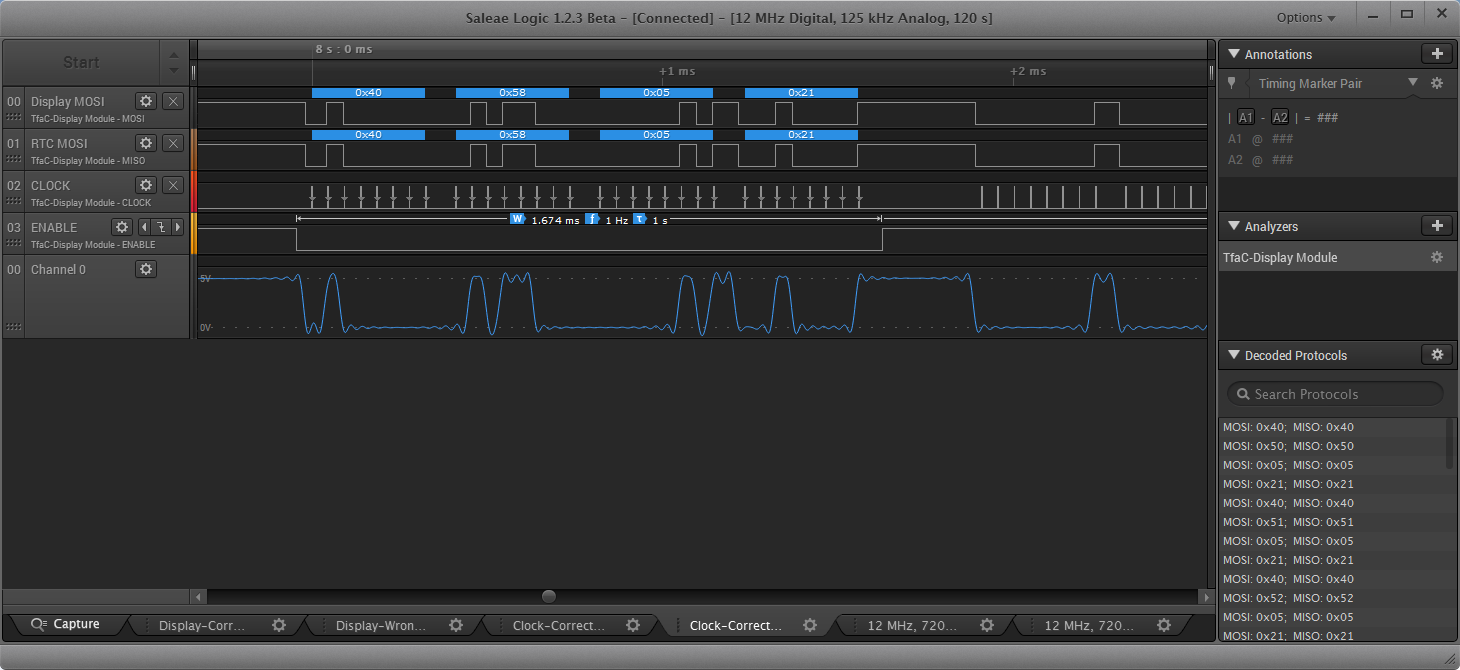 Saleae Logic 1.2.3 Beta - [Connected] - [12 MHz Digital, 125 kHz Analog, 120 s]
Options
Start
8 s : 0 ms
+1 ms
+2 ms
00 Display MOSI
TfaC-Display Module - MOSI
0x40 0x58 0x05 0x21
01 RTC MOSI
TfaC-Display Module - MISO
0x40 0x58 0x05 0x21
02 CLOCK
TfaC-Display Module - CLOCK
03 ENABLE
TfaC-Display Module - ENABLE
W 1.674 ms f 1 Hz T 1 s
00 Channel 0
5V
0V
Annotations
Timing Marker Pair
| A1 - A2 | = ###
A1 @ ###
A2 @ ###
Analyzers
TfaC-Display Module
Decoded Protocols
Search Protocols
MOSI: 0x40; MISO: 0x40
MOSI: 0x50; MISO: 0x50
MOSI: 0x05; MISO: 0x05
MOSI: 0x21; MISO: 0x21
MOSI: 0x40; MISO: 0x40
MOSI: 0x51; MISO: 0x51
MOSI: 0x05; MISO: 0x05
MOSI: 0x21; MISO: 0x21
MOSI: 0x40; MISO: 0x40
MOSI: 0x52; MISO: 0x52
MOSI: 0x05; MISO: 0x05
MOSI: 0x21; MISO: 0x21
Capture
Display-Corr...
Display-Wron...
Clock-Correct...
Clock-Correct...
12 MHz, 720...
12 MHz, 720...